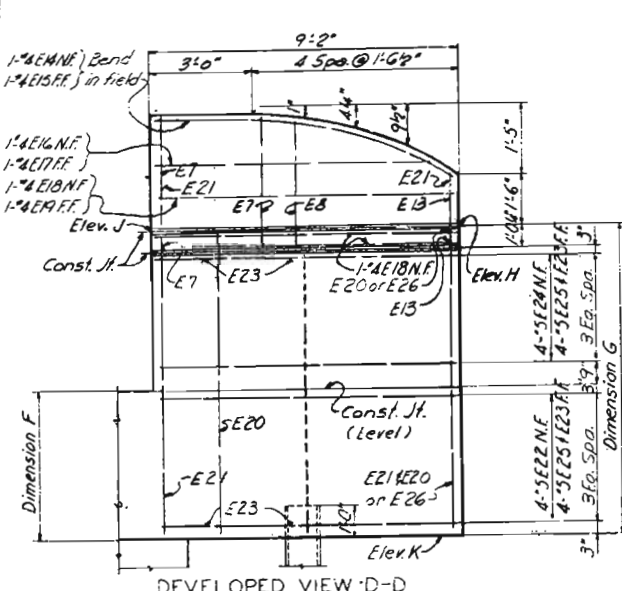 9'-2"
3'-0"
4 Spa. @ 1'-6½"
1-#4E14N.F. } Bend
1-#4E15F.F. } in field
1"
4¼"
9½"
1'-5"
1-#4E16N.F.
1-#4E17F.F.
1-#4E18N.F.
1-#4E19F.F.
E7
E21
E7
E8
E21
E13
1'-6"
Elev. J
Const. Jt.
3"
E7
E23
1-#4E18N.F.
E20 or E26
E13
Elev. H
4-#5E24N.F.
4-#5E25 & E23F.F.
3 Eq. Spa.
Dimension G
9"
3"
Const. Jt.
(Level)
Dimension F
E20
E21
E23
1'-0"
E21 & E20
or E26
4-#5E22N.F.
4-#5E25 & E23F.F.
3 Eq. Spa.
3"
Elev. K
DEVELOPED VIEW D-D